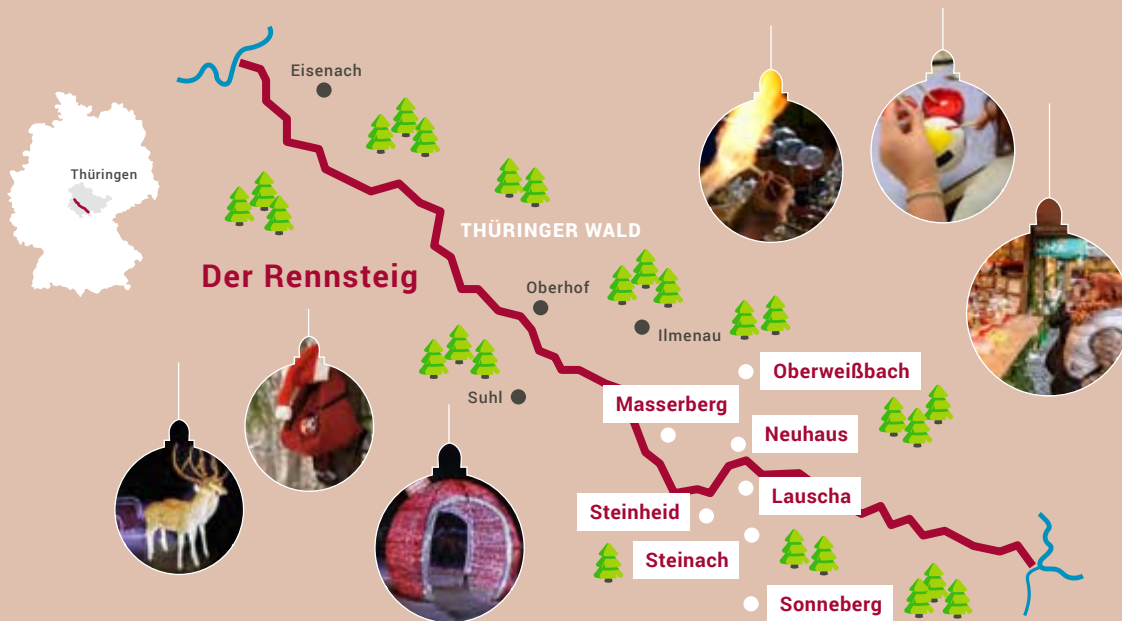 Eisenach
Thüringen
THÜRINGER WALD
Der Rennsteig
Oberhof
Ilmenau
Suhl
Oberweißbach
Masserberg
Neuhaus
Lauscha
Steinheid
Steinach
Sonneberg